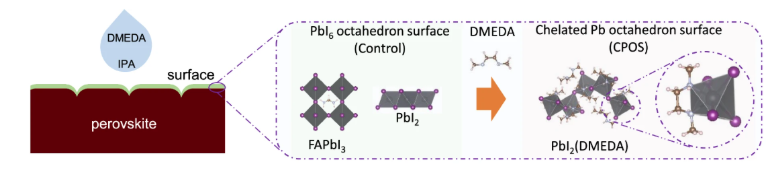 DMEDA
IPA
surface
perovskite
PbI₆ octahedron surface
(Control)
FAPbI₃
PbI₂
DMEDA
Chelated Pb octahedron surface
(CPOS)
PbI₂(DMEDA)